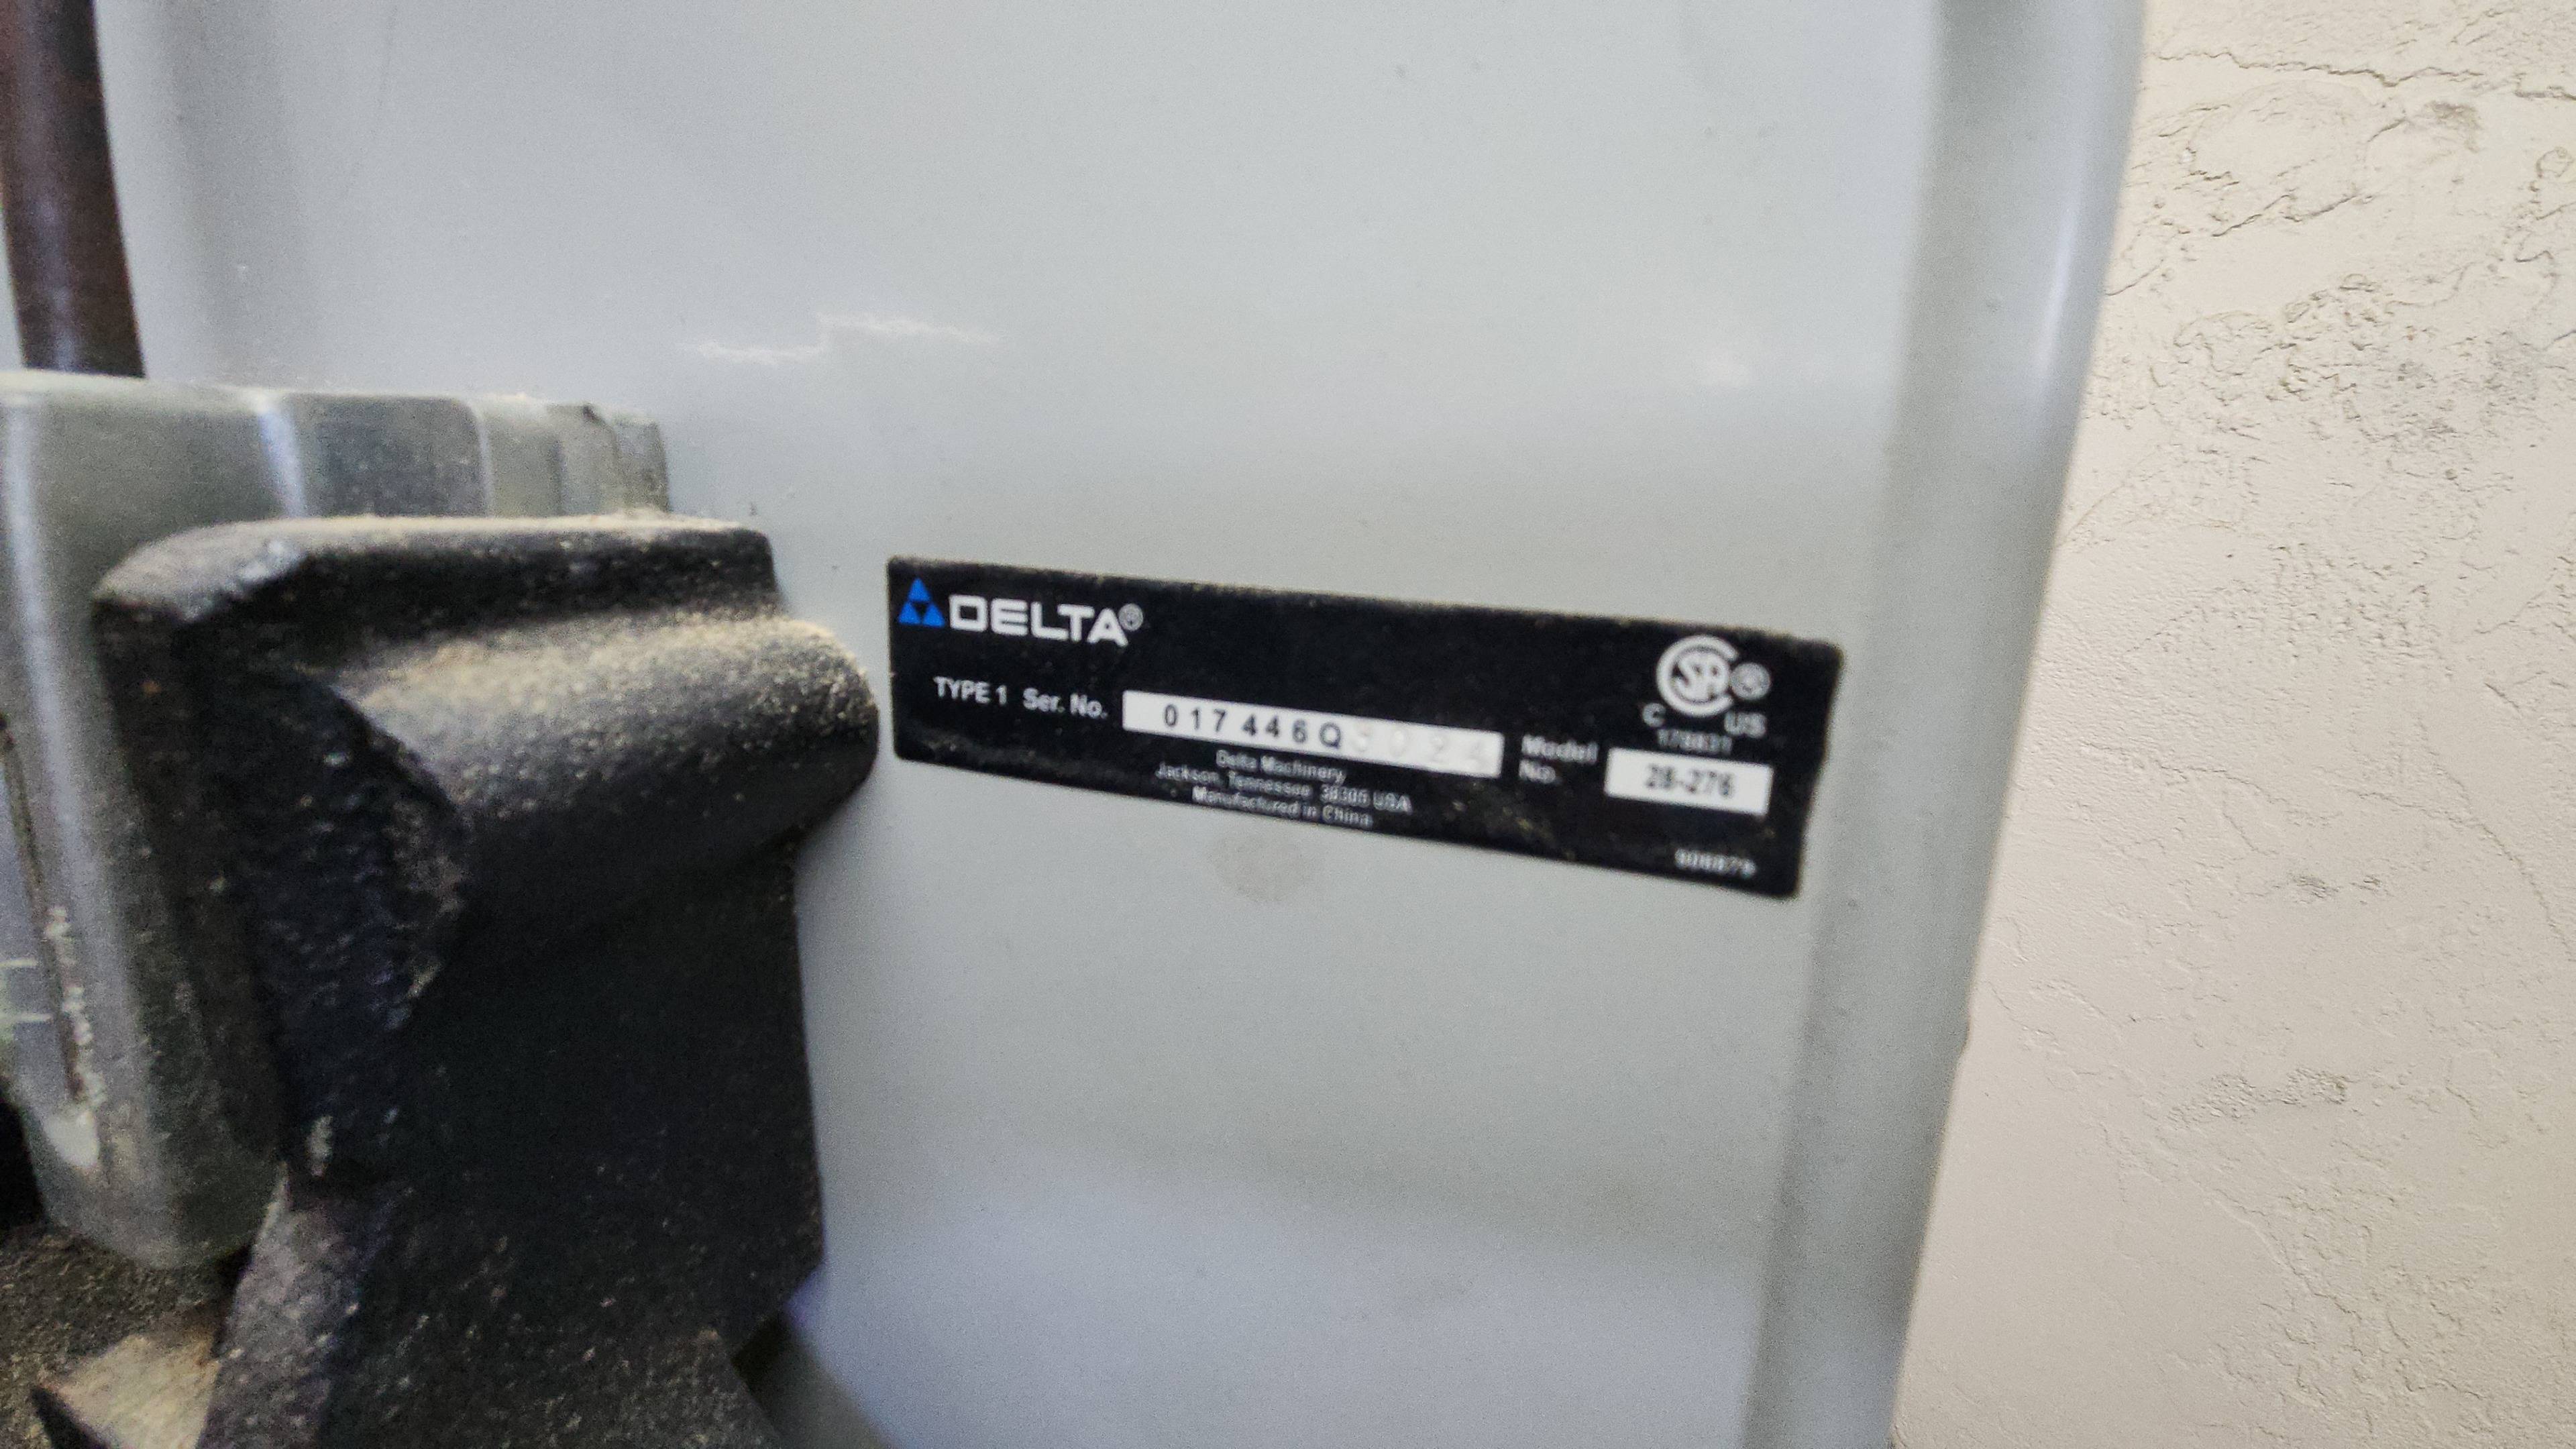 DELTA®
CSA®
C US
TYPE 1 Ser. No. 017446Q
Model No. 28-276
Delta Machinery
Jackson, Tennessee 38305 USA
Manufactured in China